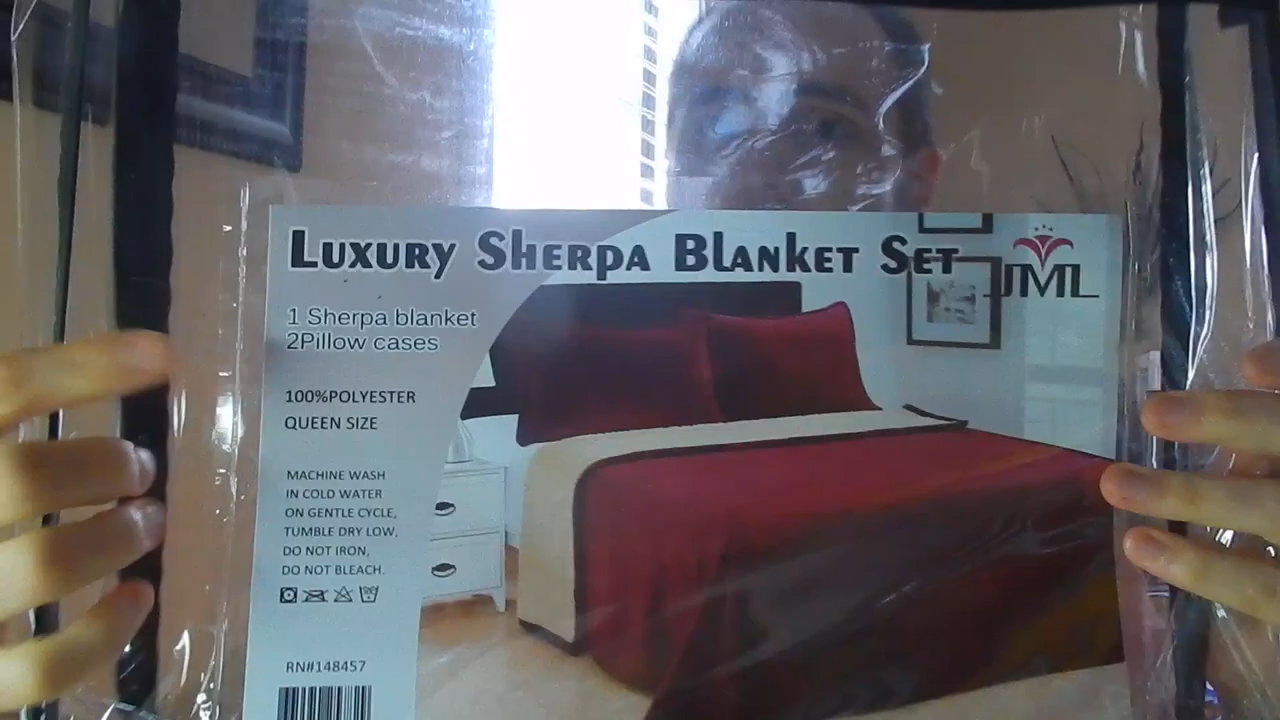 Luxury Sherpa Blanket Set
JML
1 Sherpa blanket
2Pillow cases
100%POLYESTER
QUEEN SIZE
MACHINE WASH
IN COLD WATER
ON GENTLE CYCLE,
TUMBLE DRY LOW,
DO NOT IRON,
DO NOT BLEACH.
RN#148457